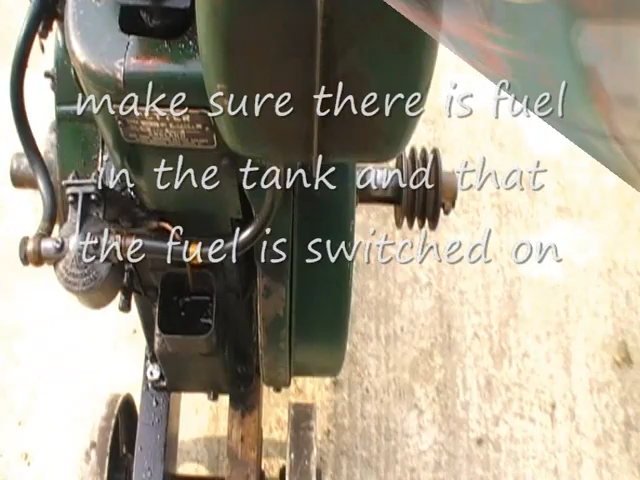 make sure there is fuel
in the tank and that
the fuel is switched on